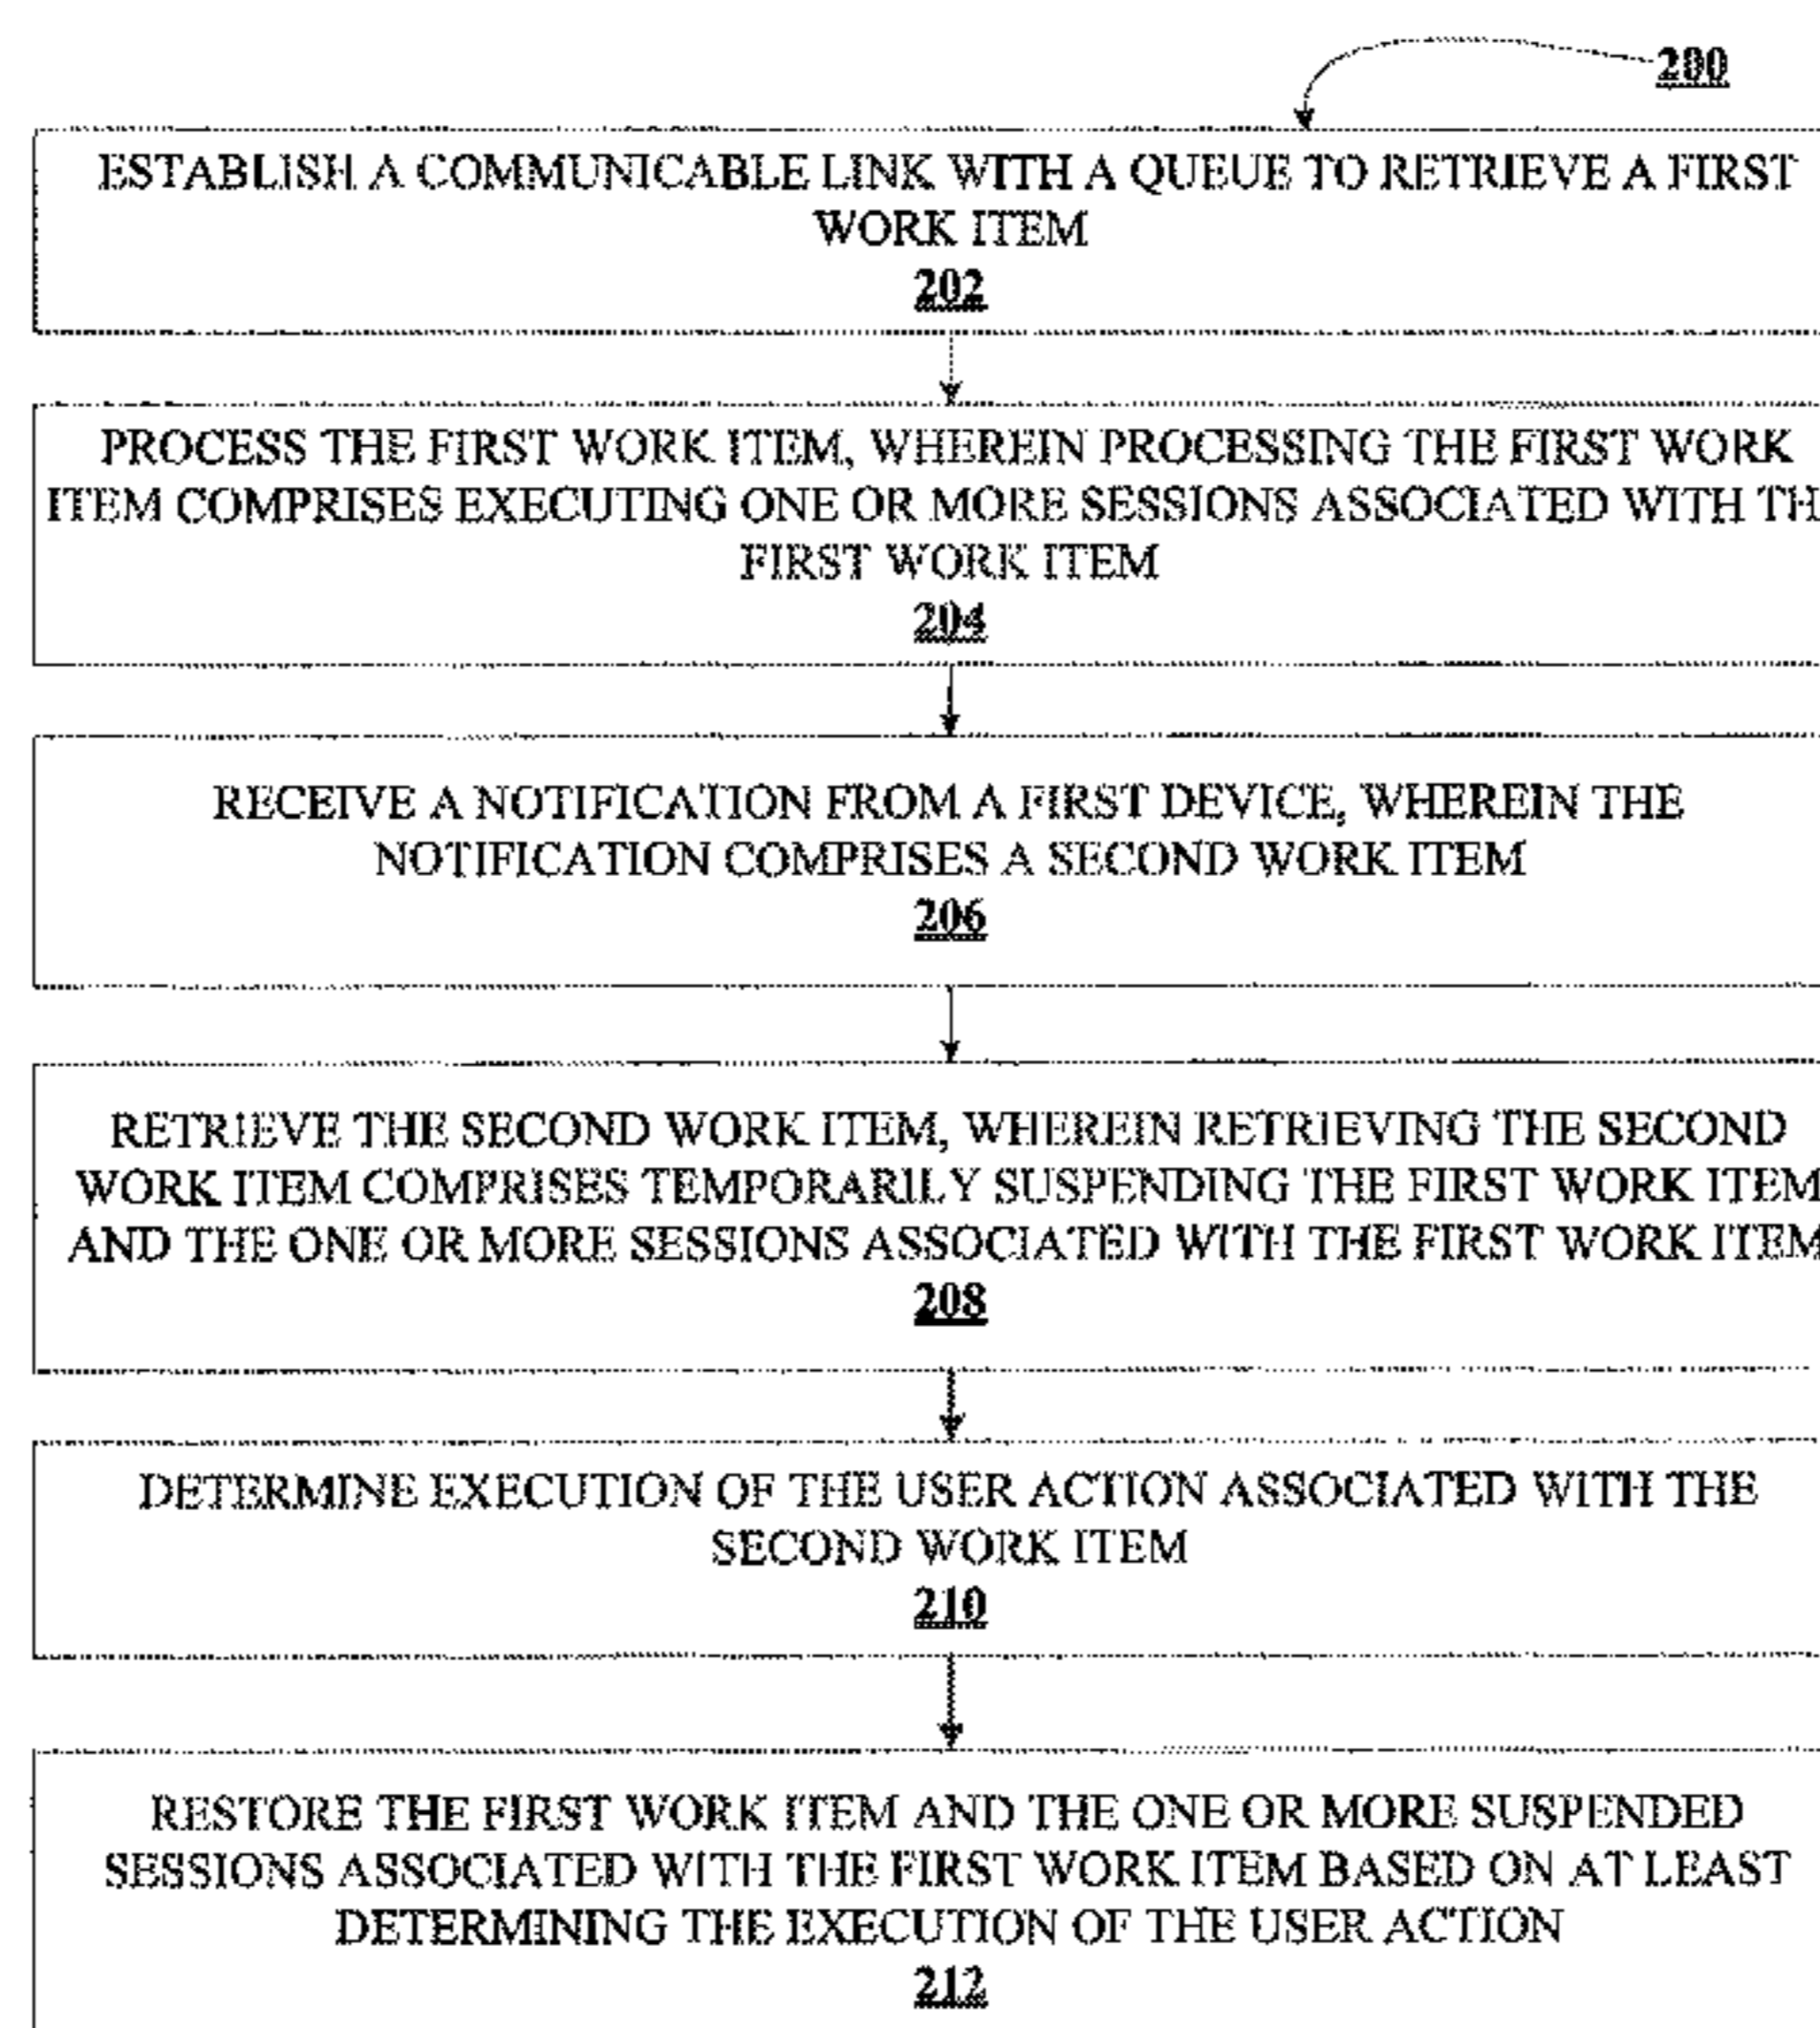 200
ESTABLISH A COMMUNICABLE LINK WITH A QUEUE TO RETRIEVE A FIRST
WORK ITEM
202
PROCESS THE FIRST WORK ITEM, WHEREIN PROCESSING THE FIRST WORK
ITEM COMPRISES EXECUTING ONE OR MORE SESSIONS ASSOCIATED WITH TH
FIRST WORK ITEM
204
RECEIVE A NOTIFICATION FROM A FIRST DEVICE, WHEREIN THE
NOTIFICATION COMPRISES A SECOND WORK ITEM
206
RETRIEVE THE SECOND WORK ITEM, WHEREIN RETRIEVING THE SECOND
WORK ITEM COMPRISES TEMPORARILY SUSPENDING THE FIRST WORK ITEM
AND THE ONE OR MORE SESSIONS ASSOCIATED WITH THE FIRST WORK ITEM
208
DETERMINE EXECUTION OF THE USER ACTION ASSOCIATED WITH THE
SECOND WORK ITEM
210
RESTORE THE FIRST WORK ITEM AND THE ONE OR MORE SUSPENDED
SESSIONS ASSOCIATED WITH THE FIRST WORK ITEM BASED ON AT LEAST
DETERMINING THE EXECUTION OF THE USER ACTION
212